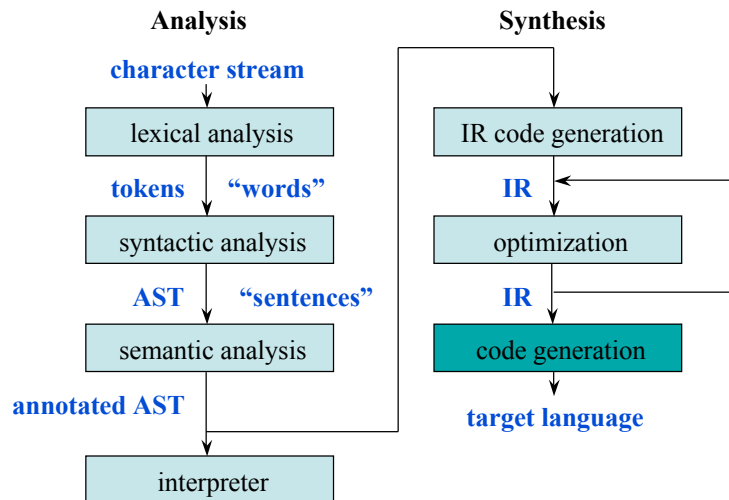 Analysis
character stream
lexical analysis
tokens “words”
syntactic analysis
AST “sentences”
semantic analysis
annotated AST
interpreter
Synthesis
IR code generation
IR
optimization
IR
code generation
target language